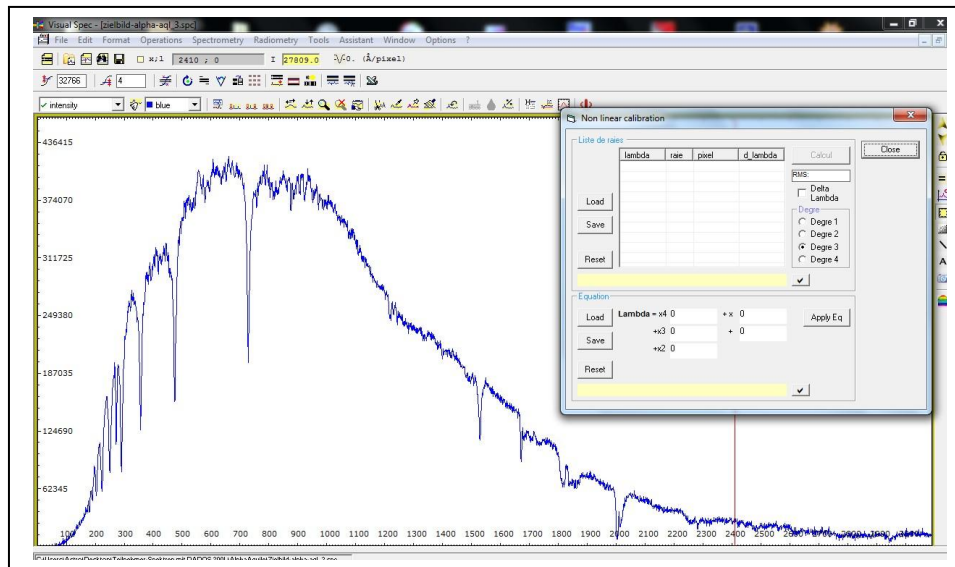 Visual Spec - [zielbild-alpha-aql_3.spc]
File Edit Format Operations Spectrometry Radiometry Tools Assistant Window Options ?
x;1 2410 ; 0 I 27809.0 0. (Å/pixel)
32766 4
intensity blue
436415
374070
311725
249380
187035
124690
62345
100 200 300 400 500 600 700 800 900 1000 1100 1200 1300 1400 1500 1600 1700 1800 1900 2000 2100 2200 2300 2400 2500 2600 2700
Non linear calibration
Close
Liste de raies
lambda raie pixel d_lambda
Calcul
RMS:
Delta Lambda
Load
Save
Reset
Degre
Degre 1
Degre 2
Degre 3
Degre 4
Equation
Load Lambda = x4 0 + x 0 Apply Eq
+x3 0 + 0
Save
+x2 0
Reset
A